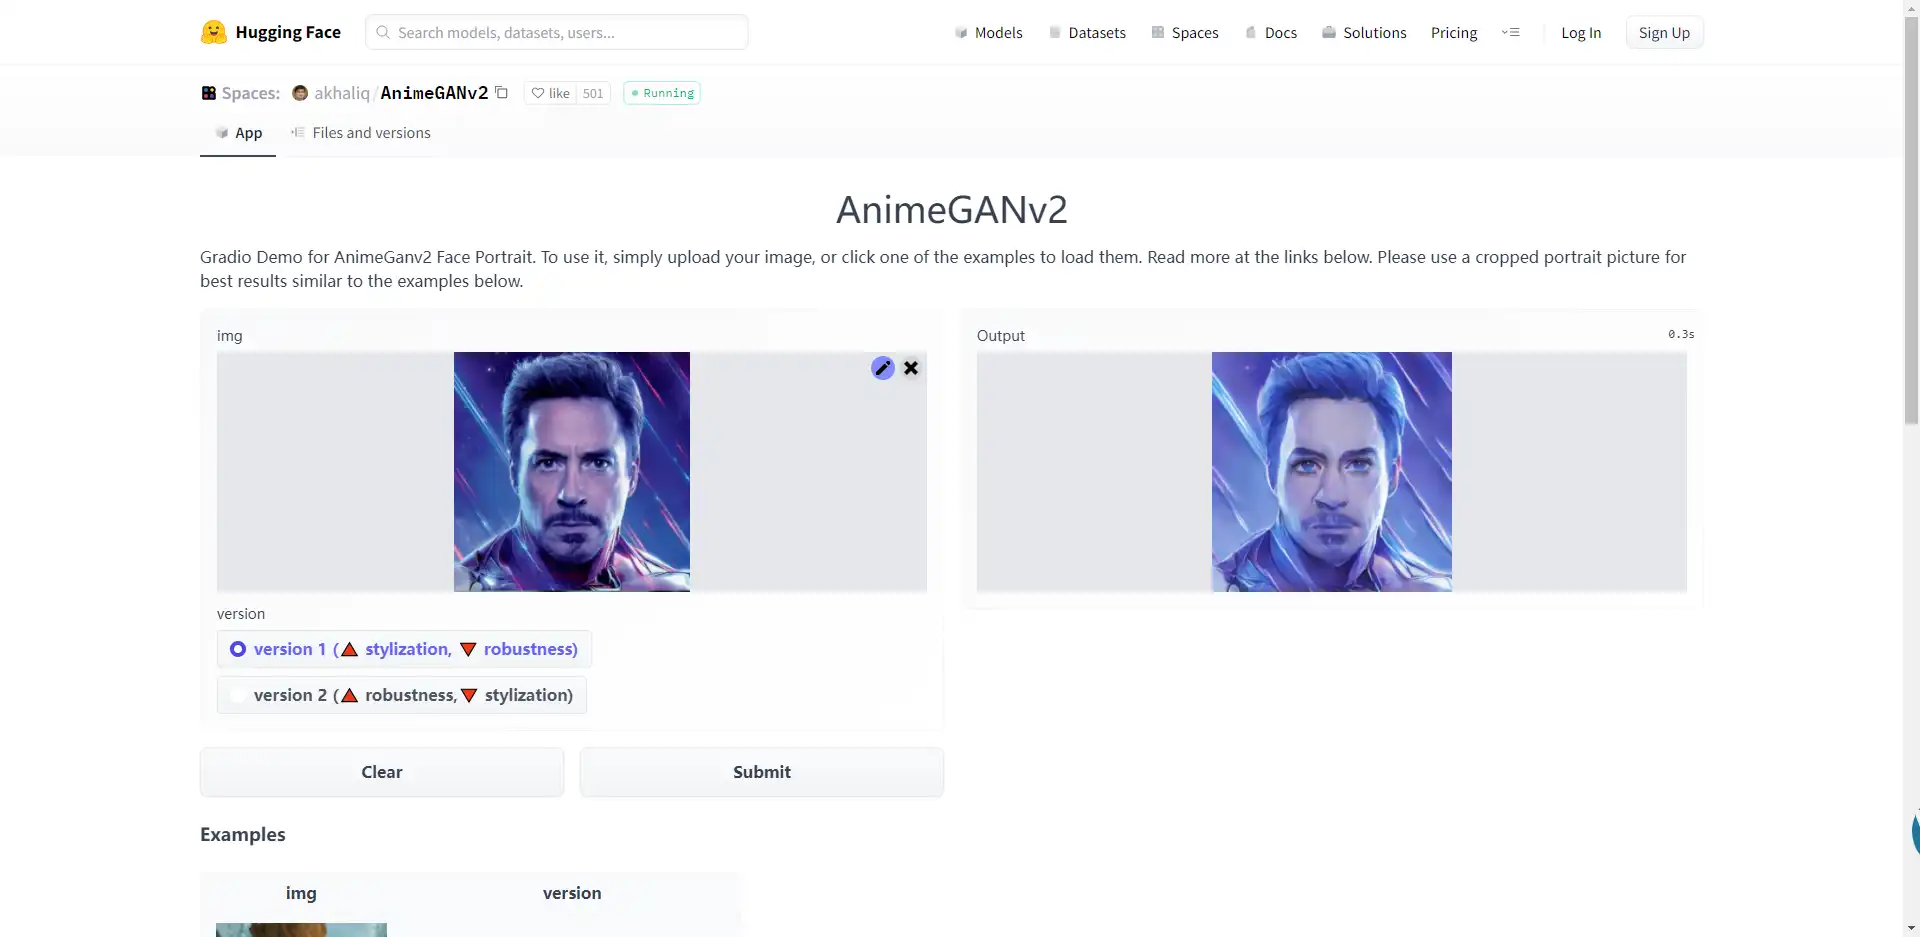 Hugging Face
Search models, datasets, users...
Models
Datasets
Spaces
Docs
Solutions
Pricing
Log In
Sign Up
Spaces:
akhaliq/AnimeGANv2
like 501
Running
App
Files and versions
AnimeGANv2
Gradio Demo for AnimeGanv2 Face Portrait. To use it, simply upload your image, or click one of the examples to load them. Read more at the links below. Please use a cropped portrait picture for
best results similar to the examples below.
img
Output
0.3s
version
version 1 (🔺 stylization, 🔻 robustness)
version 2 (🔺 robustness,🔻 stylization)
Clear
Submit
Examples
img
version